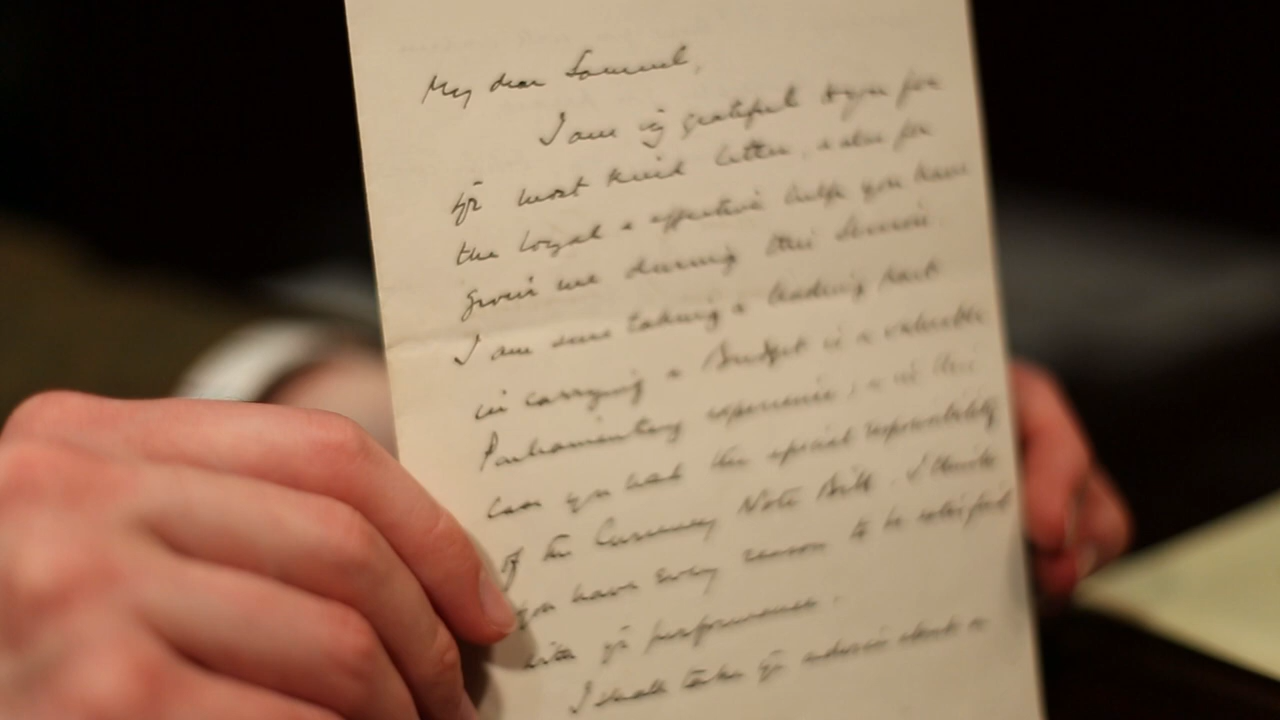 My dear Samuel,
I am vy grateful to you for
yr most kind letter, & also for
the loyal & effective help you have
given me during this Session.
I am sure taking a leading part
in carrying a Budget is a valuable
Parliamentary experience; & in this
case you had the special responsibility
of the Currency Note Bill. I think
you have every reason to be satisfied
with yr performance.
I shall take yr advice about a